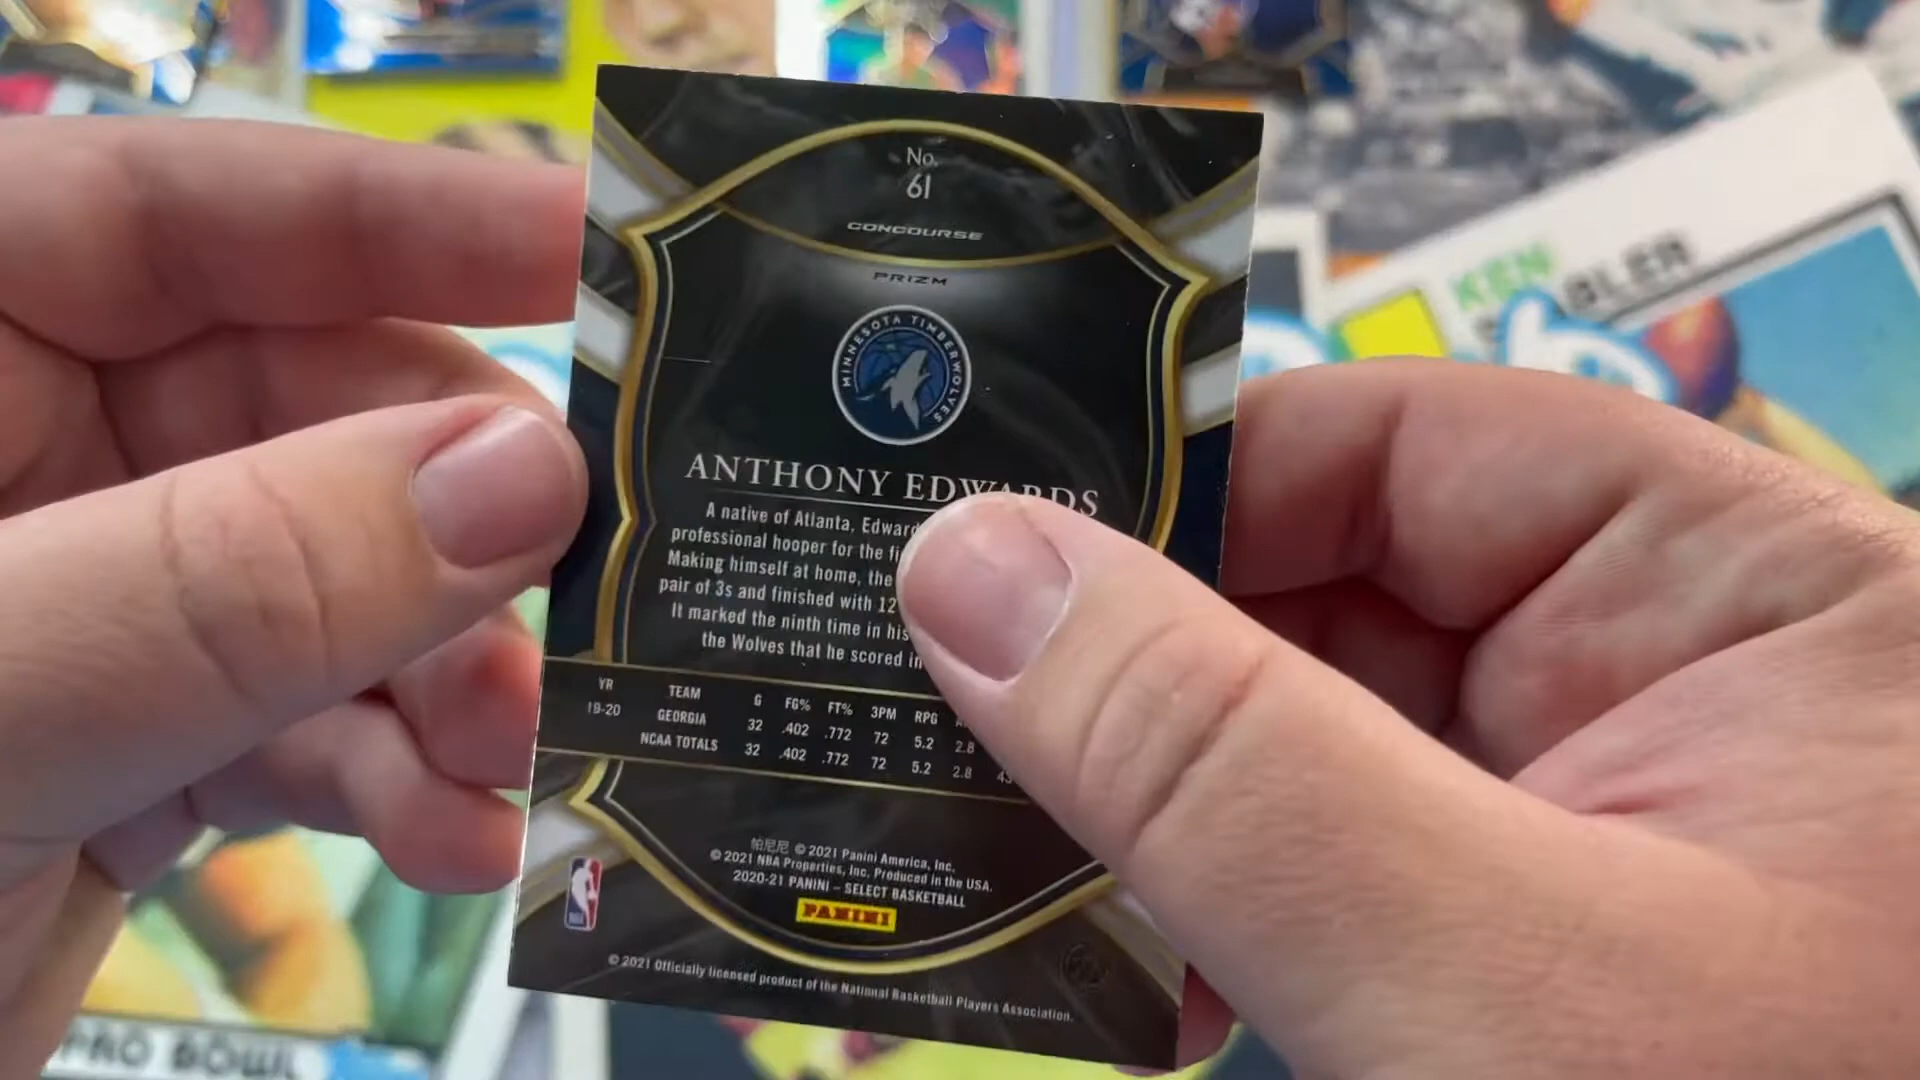 No.
61
CONCOURSE
PRIZM
MINNESOTA TIMBERWOLVES
ANTHONY EDWARDS
A native of Atlanta, Edward
professional hooper for the
Making himself at home, the
pair of 3s and finished with 12
It marked the ninth time in his
the Wolves that he scored in
YR TEAM G FG% FT% 3PM RPG
19-20 GEORGIA 32 .402 .772 72 5.2 2.8
NCAA TOTALS 32 .402 .772 72 5.2 2.8 43
帕尼尼 © 2021 Panini America, Inc.
© 2021 NBA Properties, Inc. Produced in the USA.
2020-21 PANINI – SELECT BASKETBALL
PANINI
© 2021 Officially licensed product of the National Basketball Players Association.
KEN
PRO BOWL